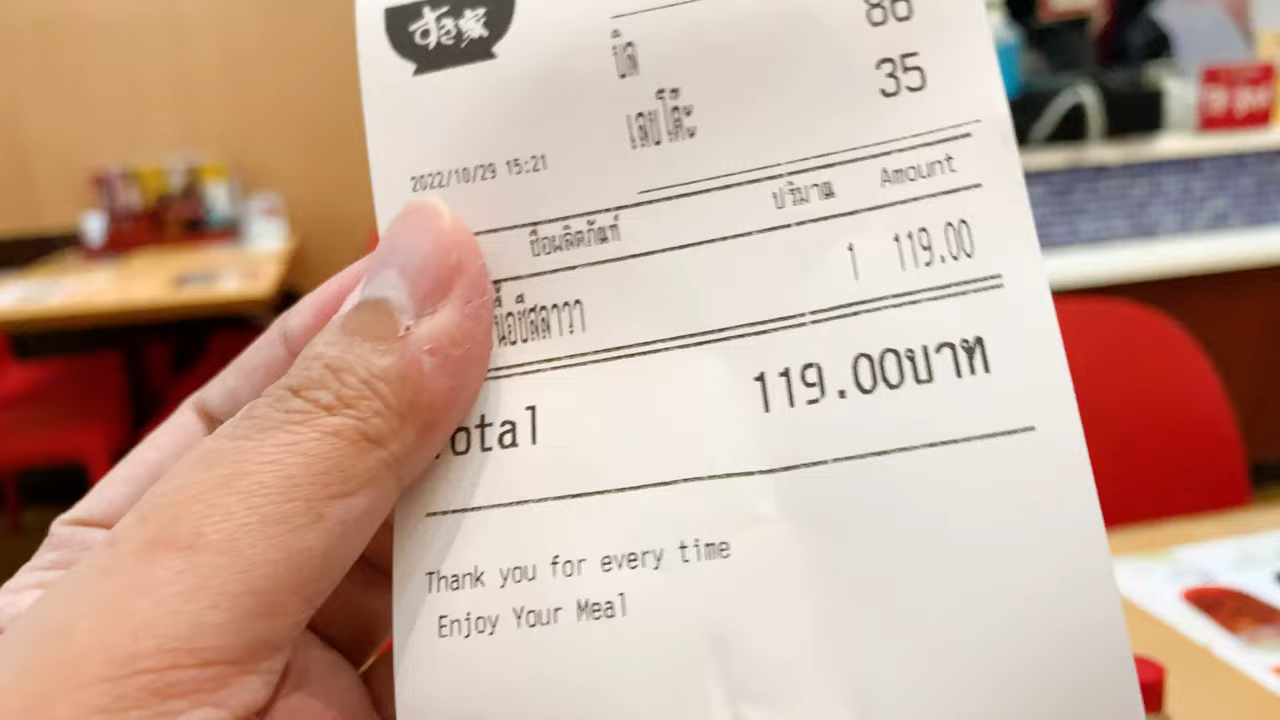 すき家
บิล 86
เลขโต๊ะ 35
2022/10/29 15:21
ชื่อผลิตภัณฑ์ ปริมาณ Amount
1 119.00
นื้อชีสลาวา
otal 119.00บาท
Thank you for every time
Enjoy Your Meal